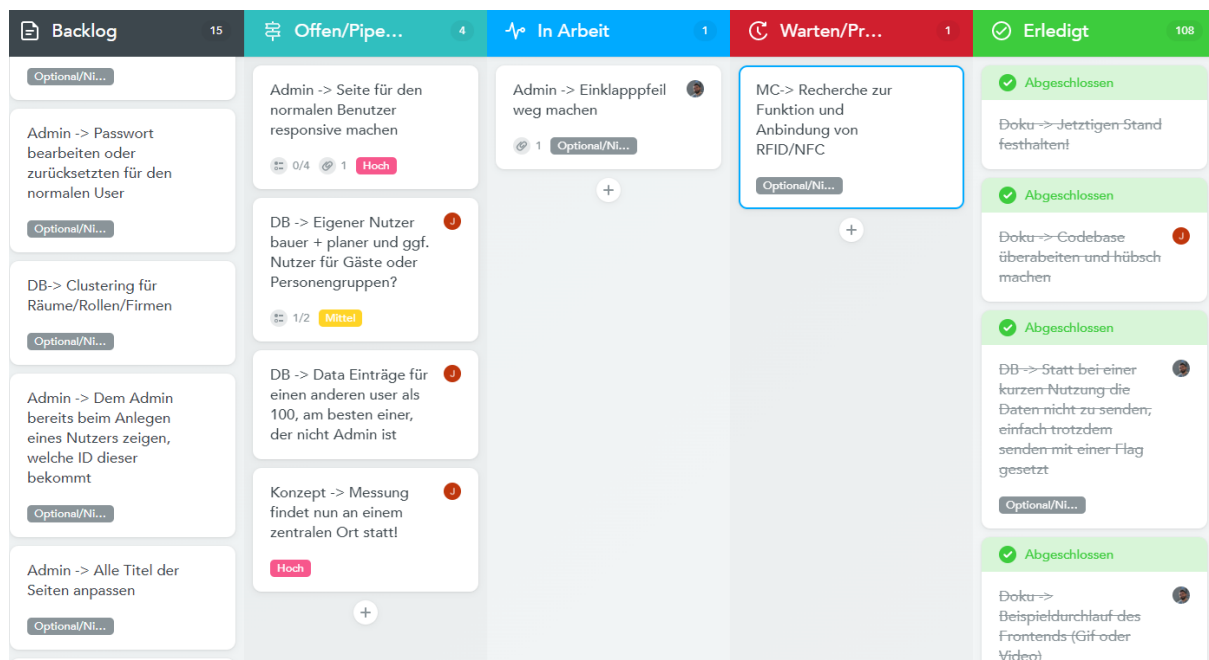 Backlog 15
Optional/Ni...
Admin -> Passwort
bearbeiten oder
zurücksetzten für den
normalen User
Optional/Ni...
DB-> Clustering für
Räume/Rollen/Firmen
Optional/Ni...
Admin -> Dem Admin
bereits beim Anlegen
eines Nutzers zeigen,
welche ID dieser
bekommt
Optional/Ni...
Admin -> Alle Titel der
Seiten anpassen
Optional/Ni...
Offen/Pipe... 4
Admin -> Seite für den
normalen Benutzer
responsive machen
0/4 1 Hoch
DB -> Eigener Nutzer J
bauer + planer und ggf.
Nutzer für Gäste oder
Personengruppen?
1/2 Mittel
DB -> Data Einträge für J
einen anderen user als
100, am besten einer,
der nicht Admin ist
Konzept -> Messung J
findet nun an einem
zentralen Ort statt!
Hoch
In Arbeit 1
Admin -> Einklapppfeil
weg machen
1 Optional/Ni...
Warten/Pr... 1
MC-> Recherche zur
Funktion und
Anbindung von
RFID/NFC
Optional/Ni...
Erledigt 108
Abgeschlossen
Doku -> Jetztigen Stand
festhalten!
Abgeschlossen
Doku -> Codebase J
überabeiten und hübsch
machen
Abgeschlossen
DB -> Statt bei einer
kurzen Nutzung die
Daten nicht zu senden,
einfach trotzdem
senden mit einer Flag
gesetzt
Optional/Ni...
Abgeschlossen
Doku ->
Beispieldurchlauf des
Frontends (Gif oder
Video)